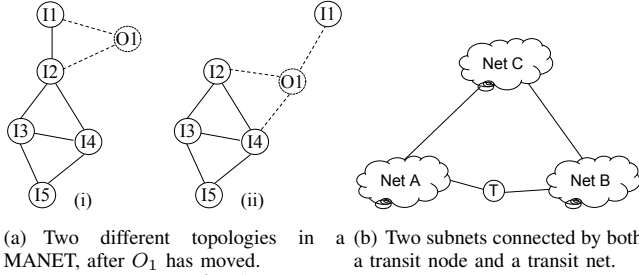 I1
O1
I2
I3
I4
I5
(i)
I1
I2
O1
I3
I4
I5
(ii)
Net C
Net A
T
Net B
(a) Two different topologies in a
MANET, after O1 has moved.
(b) Two subnets connected by both
a transit node and a transit net.